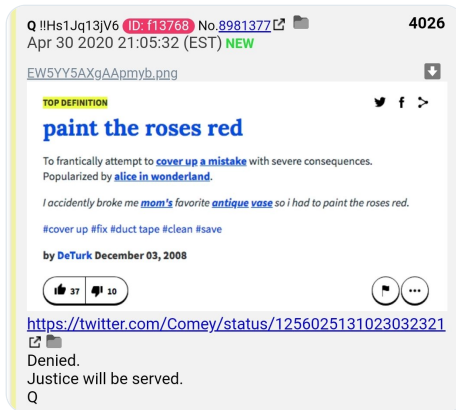 Q !!Hs1Jq13jV6 ID: f13768 No.8981377 4026
Apr 30 2020 21:05:32 (EST) NEW
EW5YY5AXgAApmyb.png
TOP DEFINITION
paint the roses red
To frantically attempt to cover up a mistake with severe consequences.
Popularized by alice in wonderland.
I accidently broke my mom's favorite antique vase so i had to paint the roses red.
#cover up #fix #duct tape #clean #save
by DeTurk December 03, 2008
37 10
https://twitter.com/Comey/status/1256025131023032321
Denied.
Justice will be served.
Q